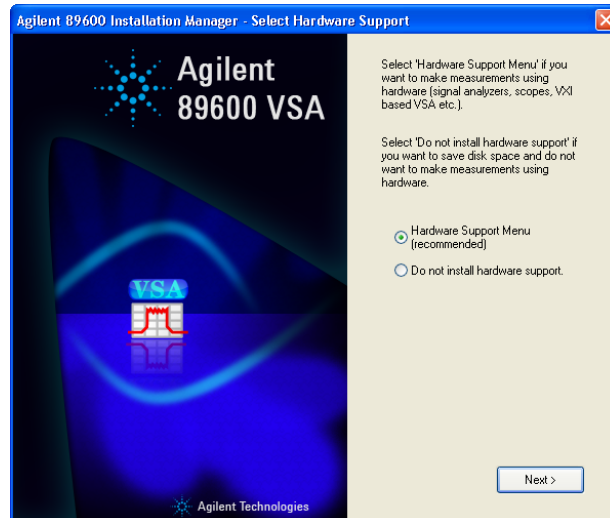 Agilent 89600 Installation Manager - Select Hardware Support
Agilent
89600 VSA
VSA
Agilent Technologies
Select 'Hardware Support Menu' if you
want to make measurements using
hardware (signal analyzers, scopes, VXI
based VSA etc.).
Select 'Do not install hardware support' if
you want to save disk space and do not
want to make measurements using
hardware.
Hardware Support Menu
(recommended)
Do not install hardware support.
Next >